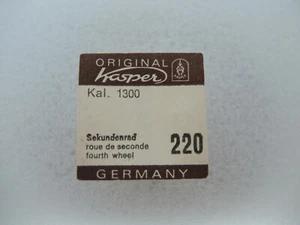 ORIGINAL
Kasper
Kal. 1300
Sekundenrad
roue de seconde
fourth wheel
220
GERMANY